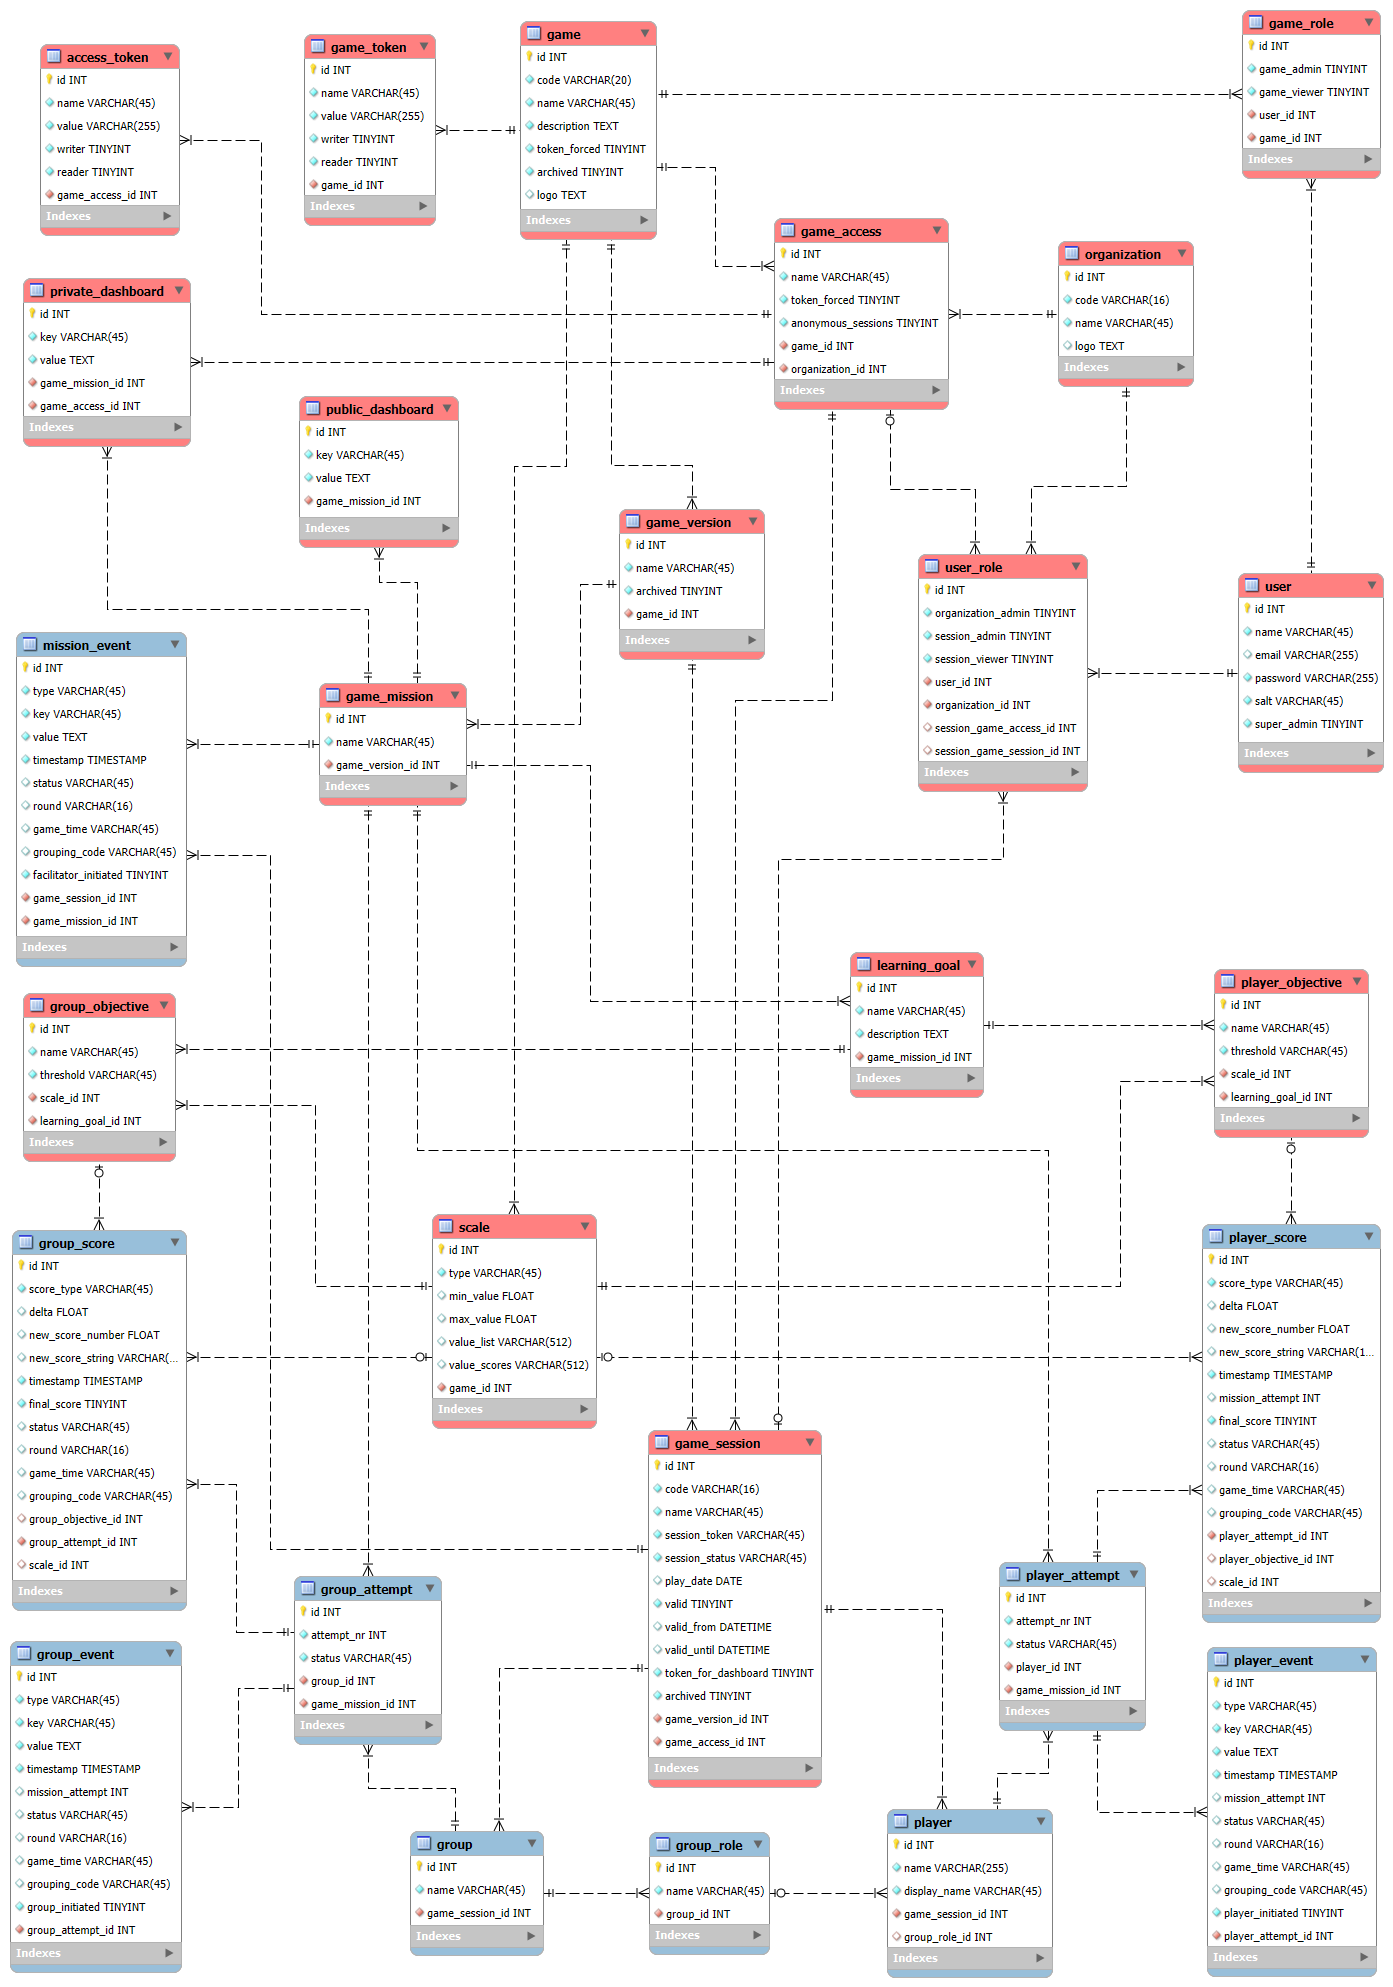 access_token
id INT
name VARCHAR(45)
value VARCHAR(255)
writer TINYINT
reader TINYINT
game_access_id INT
Indexes
game_token
id INT
name VARCHAR(45)
value VARCHAR(255)
writer TINYINT
reader TINYINT
game_id INT
Indexes
game
id INT
code VARCHAR(20)
name VARCHAR(45)
description TEXT
token_forced TINYINT
archived TINYINT
logo TEXT
Indexes
game_role
id INT
game_admin TINYINT
game_viewer TINYINT
user_id INT
game_id INT
Indexes
game_access
id INT
name VARCHAR(45)
token_forced TINYINT
anonymous_sessions TINYINT
game_id INT
organization_id INT
Indexes
organization
id INT
code VARCHAR(16)
name VARCHAR(45)
logo TEXT
Indexes
private_dashboard
id INT
key VARCHAR(45)
value TEXT
game_mission_id INT
game_access_id INT
Indexes
public_dashboard
id INT
key VARCHAR(45)
value TEXT
game_mission_id INT
Indexes
game_version
id INT
name VARCHAR(45)
archived TINYINT
game_id INT
Indexes
user_role
id INT
organization_admin TINYINT
session_admin TINYINT
session_viewer TINYINT
user_id INT
organization_id INT
session_game_access_id INT
session_game_session_id INT
Indexes
user
id INT
name VARCHAR(45)
email VARCHAR(255)
password VARCHAR(255)
salt VARCHAR(45)
super_admin TINYINT
Indexes
mission_event
id INT
type VARCHAR(45)
key VARCHAR(45)
value TEXT
timestamp TIMESTAMP
status VARCHAR(45)
round VARCHAR(16)
game_time VARCHAR(45)
grouping_code VARCHAR(45)
facilitator_initiated TINYINT
game_session_id INT
game_mission_id INT
Indexes
game_mission
id INT
name VARCHAR(45)
game_version_id INT
Indexes
learning_goal
id INT
name VARCHAR(45)
description TEXT
game_mission_id INT
Indexes
player_objective
id INT
name VARCHAR(45)
threshold VARCHAR(45)
scale_id INT
learning_goal_id INT
Indexes
group_objective
id INT
name VARCHAR(45)
threshold VARCHAR(45)
scale_id INT
learning_goal_id INT
Indexes
group_score
id INT
score_type VARCHAR(45)
delta FLOAT
new_score_number FLOAT
new_score_string VARCHAR(...
timestamp TIMESTAMP
final_score TINYINT
status VARCHAR(45)
round VARCHAR(16)
game_time VARCHAR(45)
grouping_code VARCHAR(45)
group_objective_id INT
group_attempt_id INT
scale_id INT
Indexes
scale
id INT
type VARCHAR(45)
min_value FLOAT
max_value FLOAT
value_list VARCHAR(512)
value_scores VARCHAR(512)
game_id INT
Indexes
player_score
id INT
score_type VARCHAR(45)
delta FLOAT
new_score_number FLOAT
new_score_string VARCHAR(1...
timestamp TIMESTAMP
mission_attempt INT
final_score TINYINT
status VARCHAR(45)
round VARCHAR(16)
game_time VARCHAR(45)
grouping_code VARCHAR(45)
player_attempt_id INT
player_objective_id INT
scale_id INT
Indexes
game_session
id INT
code VARCHAR(16)
name VARCHAR(45)
session_token VARCHAR(45)
session_status VARCHAR(45)
play_date DATE
valid TINYINT
valid_from DATETIME
valid_until DATETIME
token_for_dashboard TINYINT
archived TINYINT
game_version_id INT
game_access_id INT
Indexes
group_attempt
id INT
attempt_nr INT
status VARCHAR(45)
group_id INT
game_mission_id INT
Indexes
player_attempt
id INT
attempt_nr INT
status VARCHAR(45)
player_id INT
game_mission_id INT
Indexes
group_event
id INT
type VARCHAR(45)
key VARCHAR(45)
value TEXT
timestamp TIMESTAMP
mission_attempt INT
status VARCHAR(45)
round VARCHAR(16)
game_time VARCHAR(45)
grouping_code VARCHAR(45)
group_initiated TINYINT
group_attempt_id INT
Indexes
player_event
id INT
type VARCHAR(45)
key VARCHAR(45)
value TEXT
timestamp TIMESTAMP
mission_attempt INT
status VARCHAR(45)
round VARCHAR(16)
game_time VARCHAR(45)
grouping_code VARCHAR(45)
player_initiated TINYINT
player_attempt_id INT
Indexes
group
id INT
name VARCHAR(45)
game_session_id INT
Indexes
group_role
id INT
name VARCHAR(45)
group_id INT
Indexes
player
id INT
name VARCHAR(255)
display_name VARCHAR(45)
game_session_id INT
group_role_id INT
Indexes